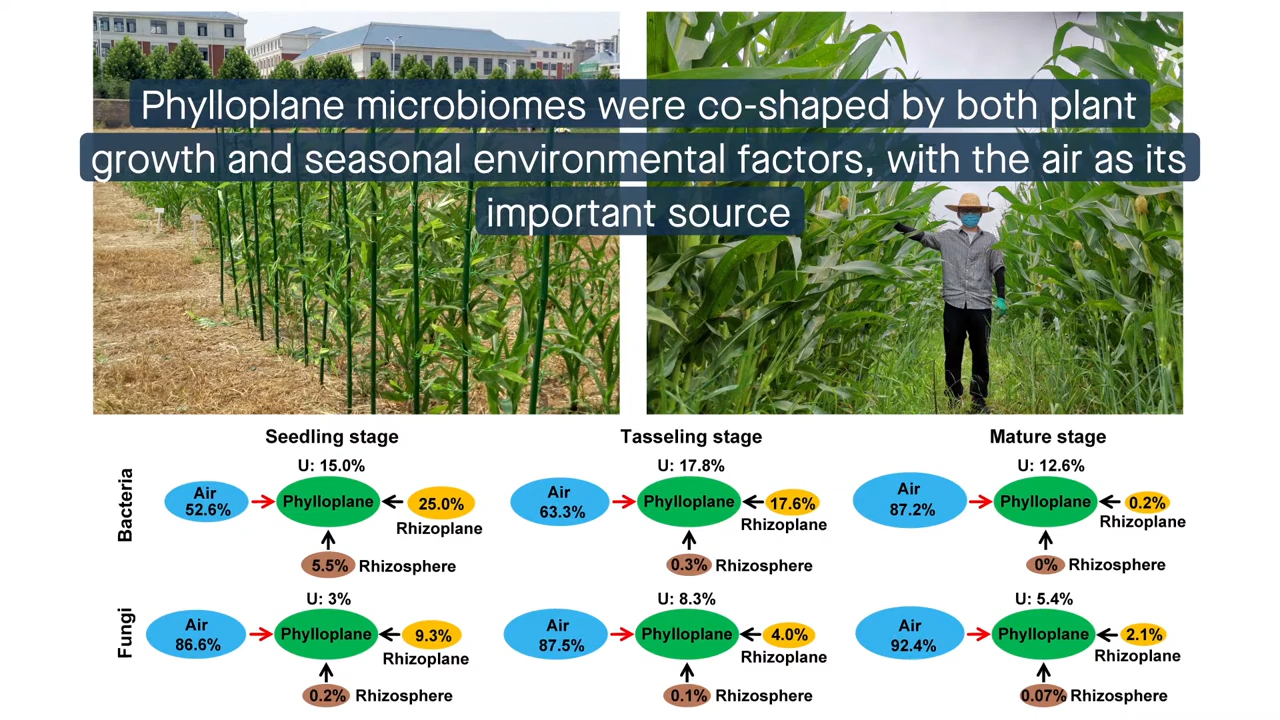 Phylloplane microbiomes were co-shaped by both plant
growth and seasonal environmental factors, with the air as its
important source
Seedling stage
Tasseling stage
Mature stage
Bacteria
U: 15.0%
Air
52.6%
Phylloplane
25.0%
Rhizoplane
5.5%
Rhizosphere
U: 17.8%
Air
63.3%
Phylloplane
17.6%
Rhizoplane
0.3%
Rhizosphere
U: 12.6%
Air
87.2%
Phylloplane
0.2%
Rhizoplane
0%
Rhizosphere
Fungi
U: 3%
Air
86.6%
Phylloplane
9.3%
Rhizoplane
0.2%
Rhizosphere
U: 8.3%
Air
87.5%
Phylloplane
4.0%
Rhizoplane
0.1%
Rhizosphere
U: 5.4%
Air
92.4%
Phylloplane
2.1%
Rhizoplane
0.07%
Rhizosphere